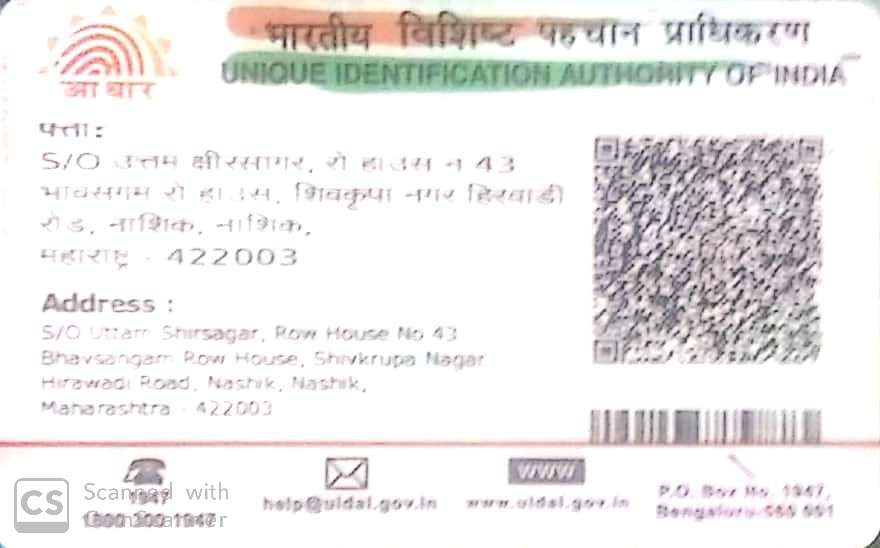 भारतीय विशिष्ट पहचान प्राधिकरण
UNIQUE IDENTIFICATION AUTHORITY OF INDIA
आधार
पत्ता:
S/O उत्तम क्षीरसागर, रो हाउस न 43
भावसंगम रो हाउस, शिवकृपा नगर हिरवाडी
रोड, नाशिक, नाशिक,
महाराष्ट्र - 422003
Address :
S/O Uttam Shirsagar, Row House No 43
Bhavsangam Row House, Shivkrupa Nagar
Hirawadi Road, Nashik, Nashik,
Maharashtra - 422003
1947
1800 300 1947
help@uidai.gov.in
www
www.uidai.gov.in
P.O. Box No. 1947,
Bengaluru-560 001
CS Scanned with
CamScanner